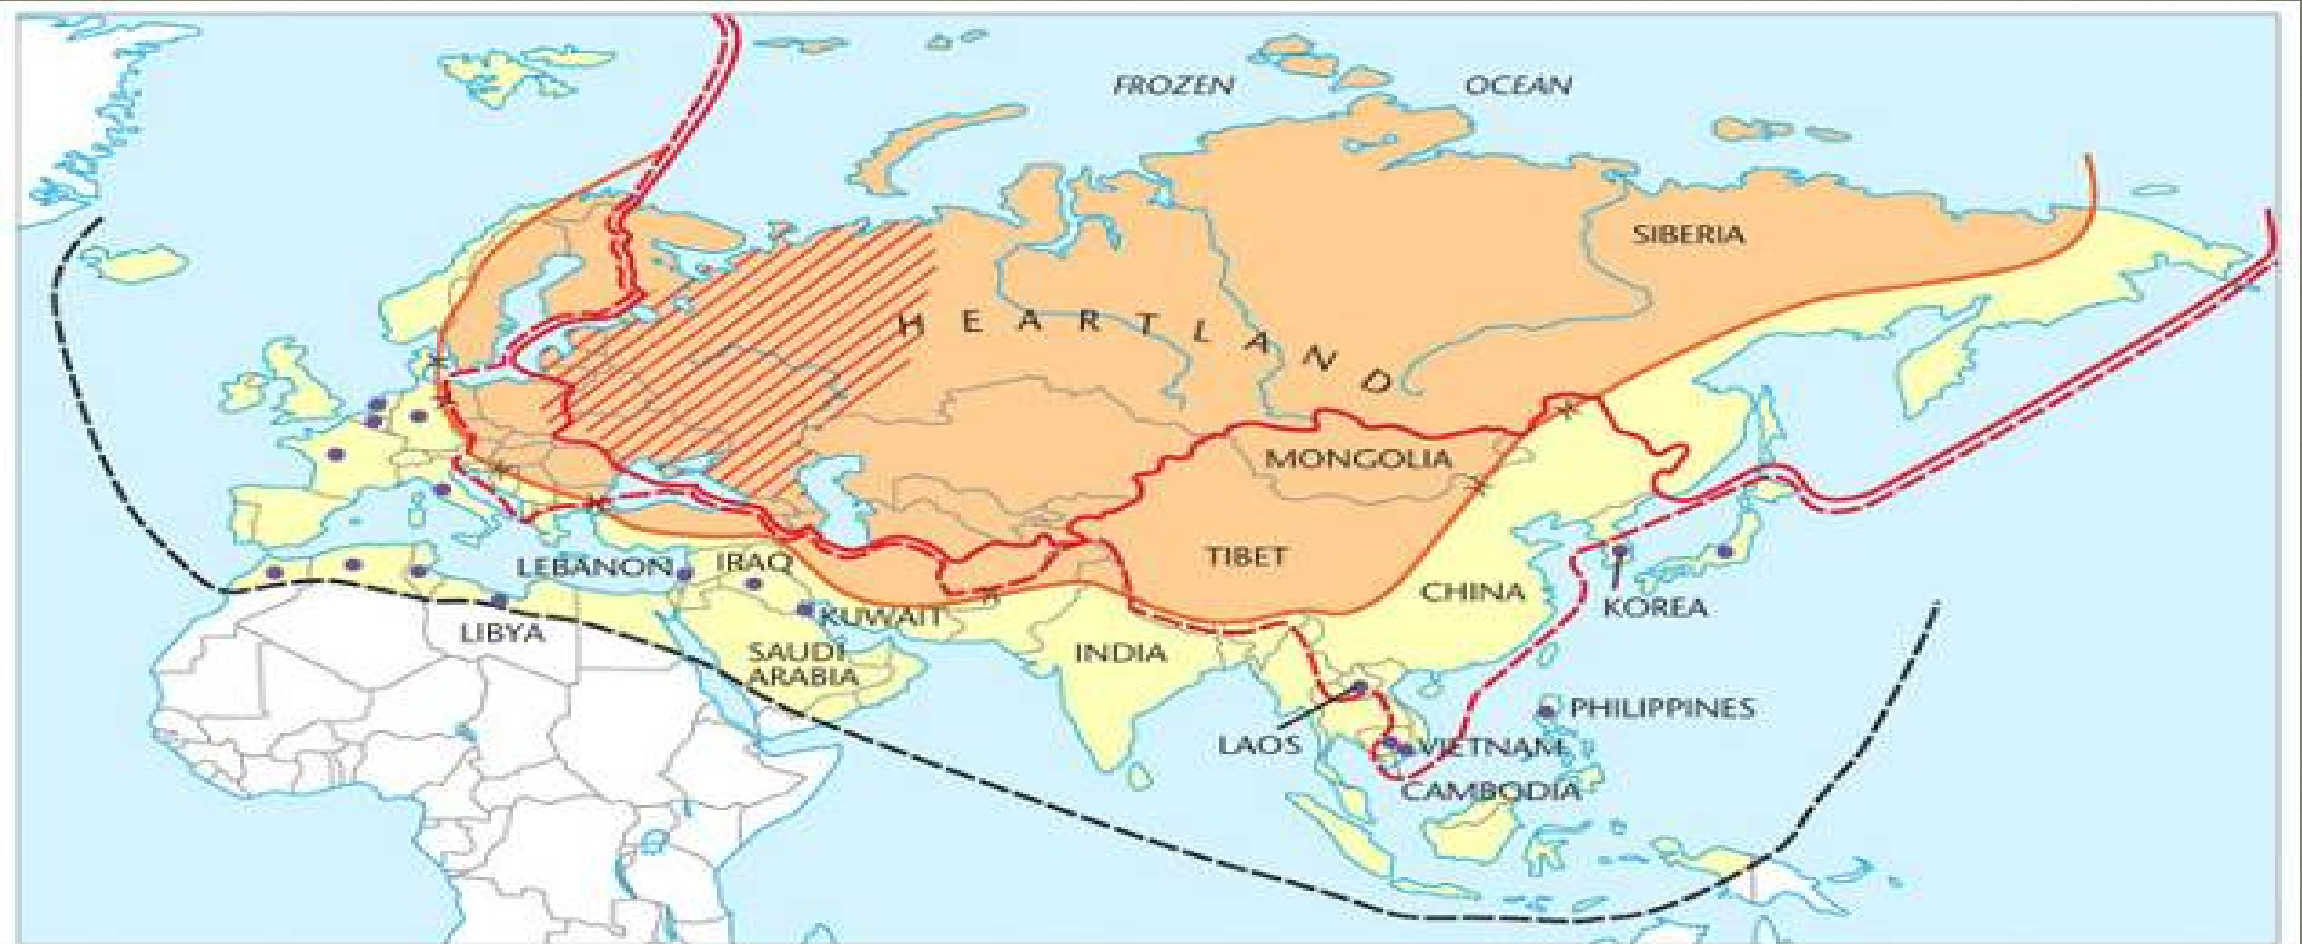 FROZEN OCEAN
SIBERIA
HEARTLAND
MONGOLIA
TIBET
LEBANON
IRAQ
CHINA
KUWAIT
KOREA
LIBYA
SAUDI
ARABIA
INDIA
PHILIPPINES
LAOS
VIETNAM
CAMBODIA